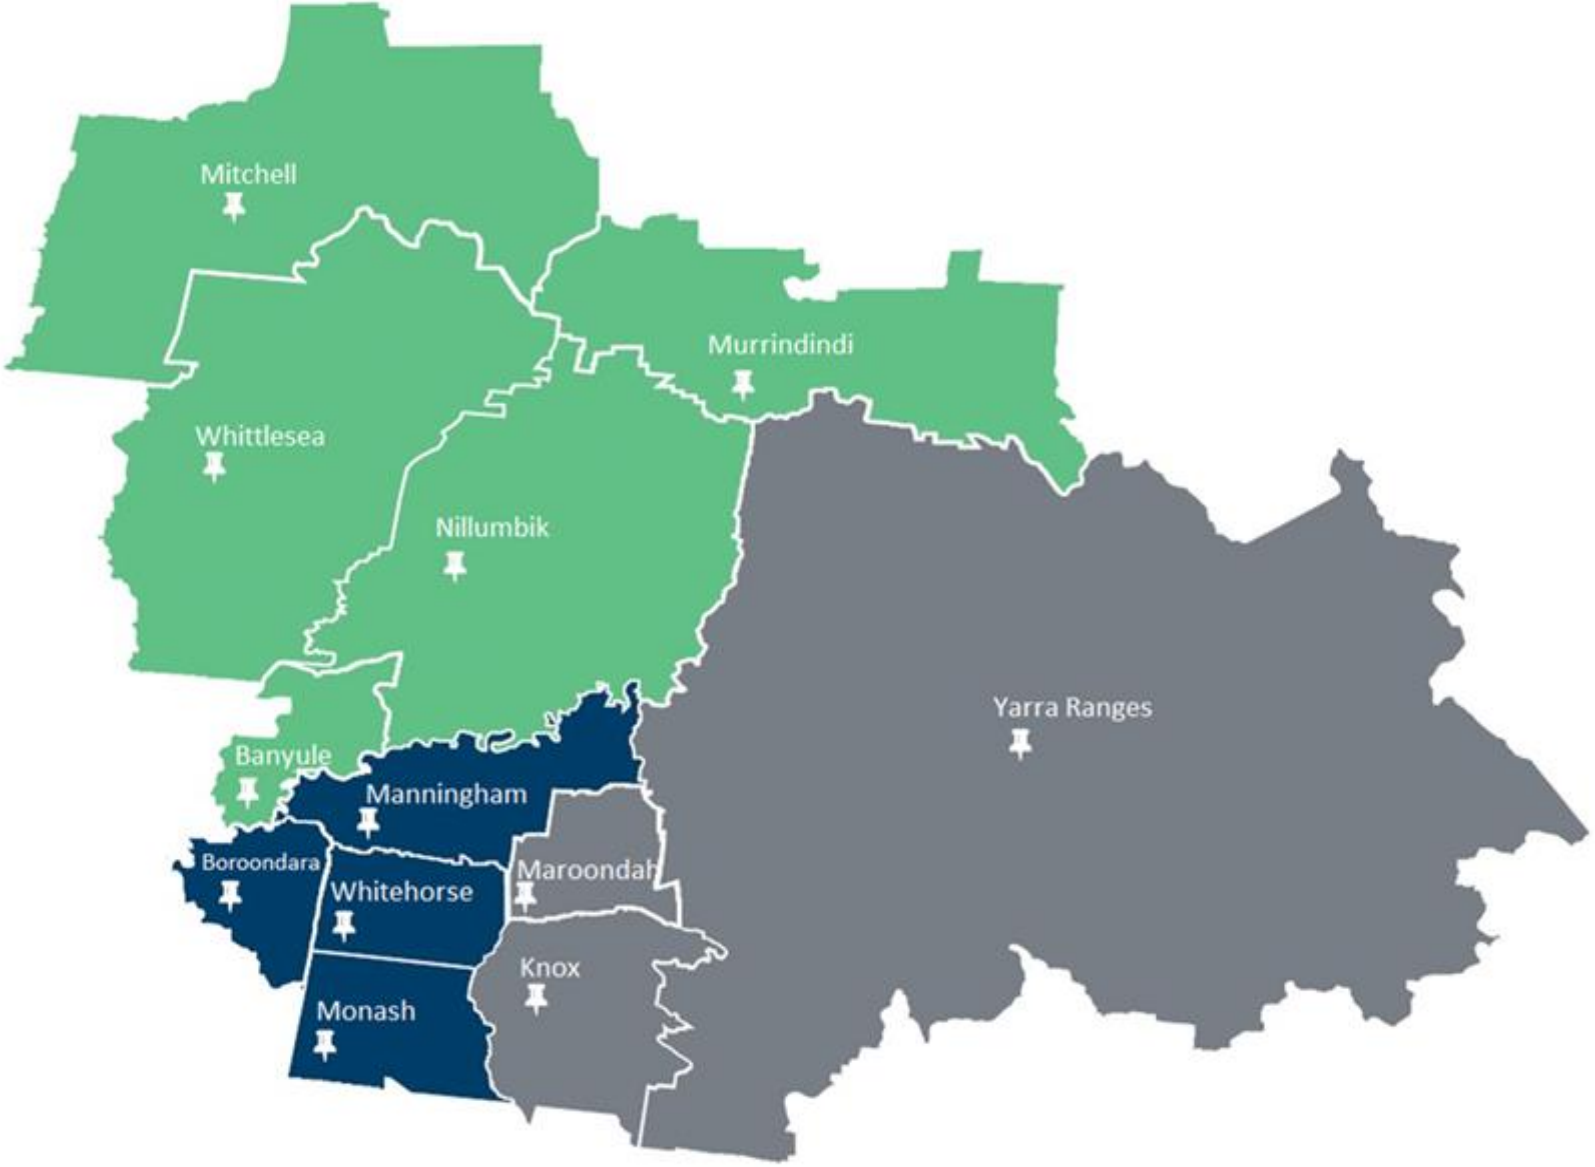 Mitchell
Murrindindi
Whittlesea
Nillumbik
Yarra Ranges
Banyule
Manningham
Boroondara
Maroondah
Whitehorse
Knox
Monash